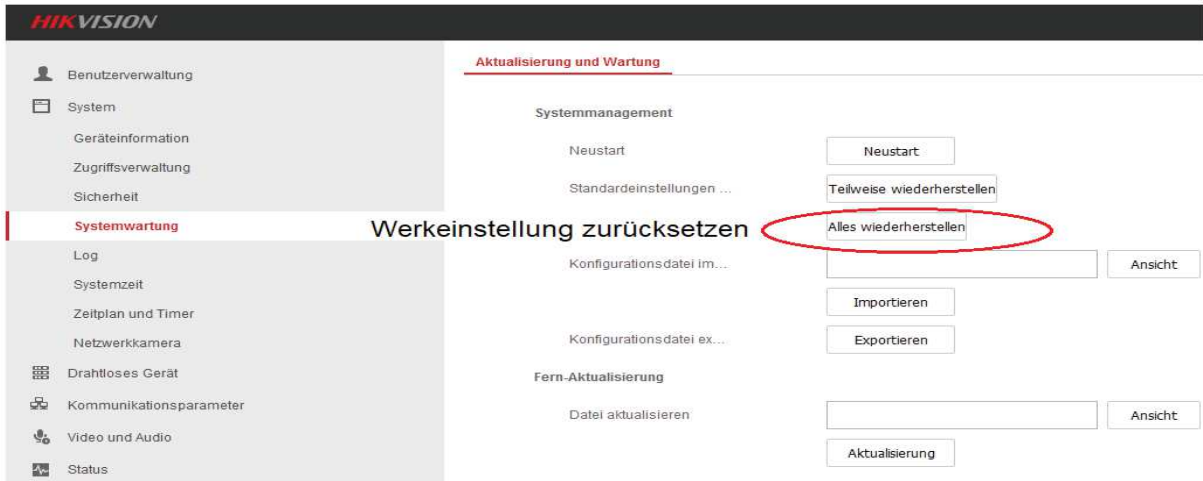 HIKVISION
Benutzerverwaltung
System
Geräteinformation
Zugriffsverwaltung
Sicherheit
Systemwartung
Log
Systemzeit
Zeitplan und Timer
Netzwerkkamera
Drahtloses Gerät
Kommunikationsparameter
Video und Audio
Status
Aktualisierung und Wartung
Systemmanagement
Neustart Neustart
Standardeinstellungen ... Teilweise wiederherstellen
Werkeinstellung zurücksetzen Alles wiederherstellen
Konfigurationsdatei im... Ansicht
Importieren
Konfigurationsdatei ex... Exportieren
Fern-Aktualisierung
Datei aktualisieren Ansicht
Aktualisierung